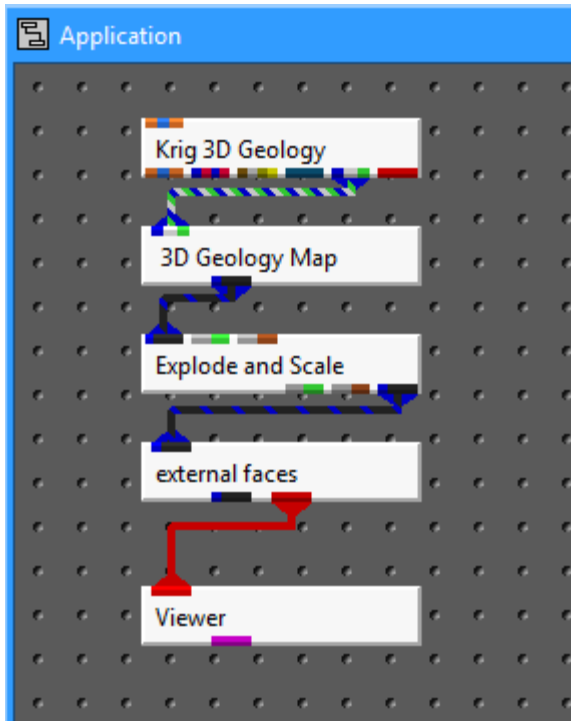 Application
Krig 3D Geology
3D Geology Map
Explode and Scale
external faces
Viewer